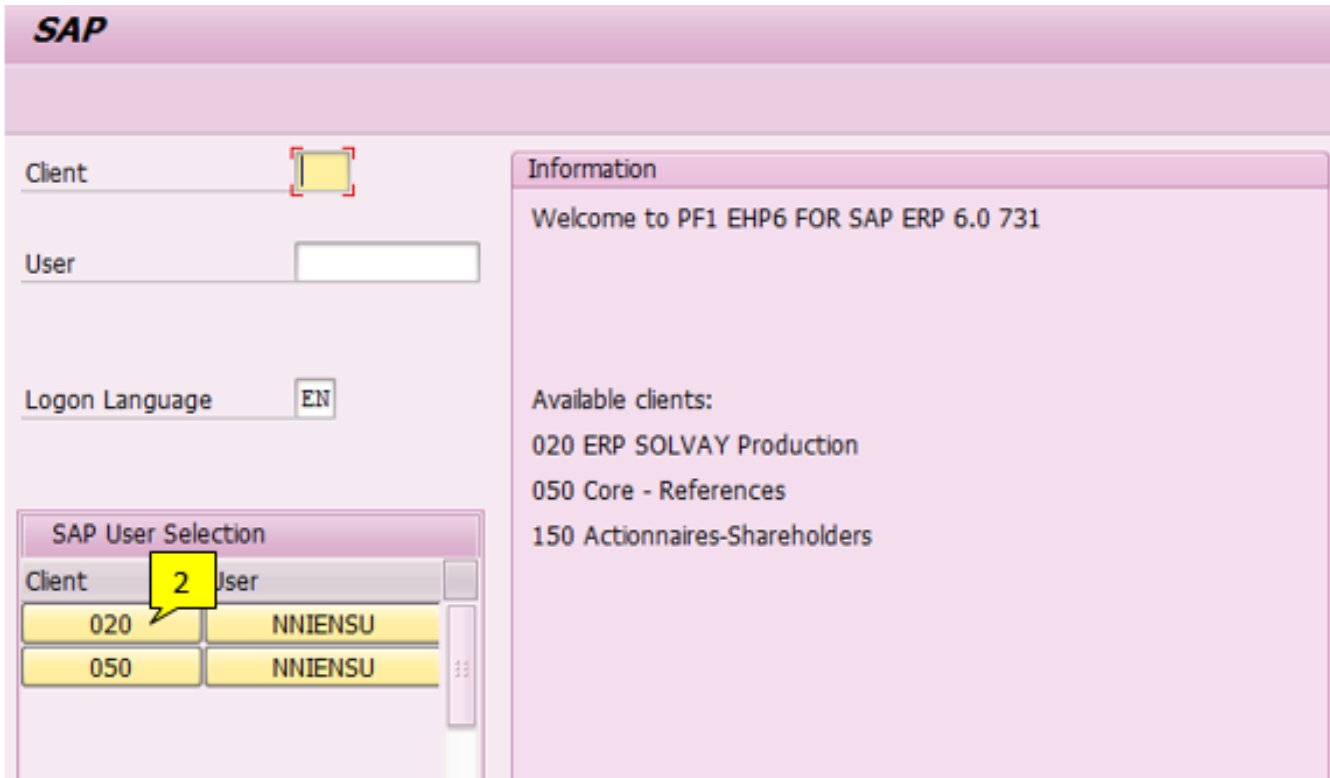 SAP
Client
User
Logon Language EN
SAP User Selection
Client User
2
020 NNIENSU
050 NNIENSU
Information
Welcome to PF1 EHP6 FOR SAP ERP 6.0 731
Available clients:
020 ERP SOLVAY Production
050 Core - References
150 Actionnaires-Shareholders